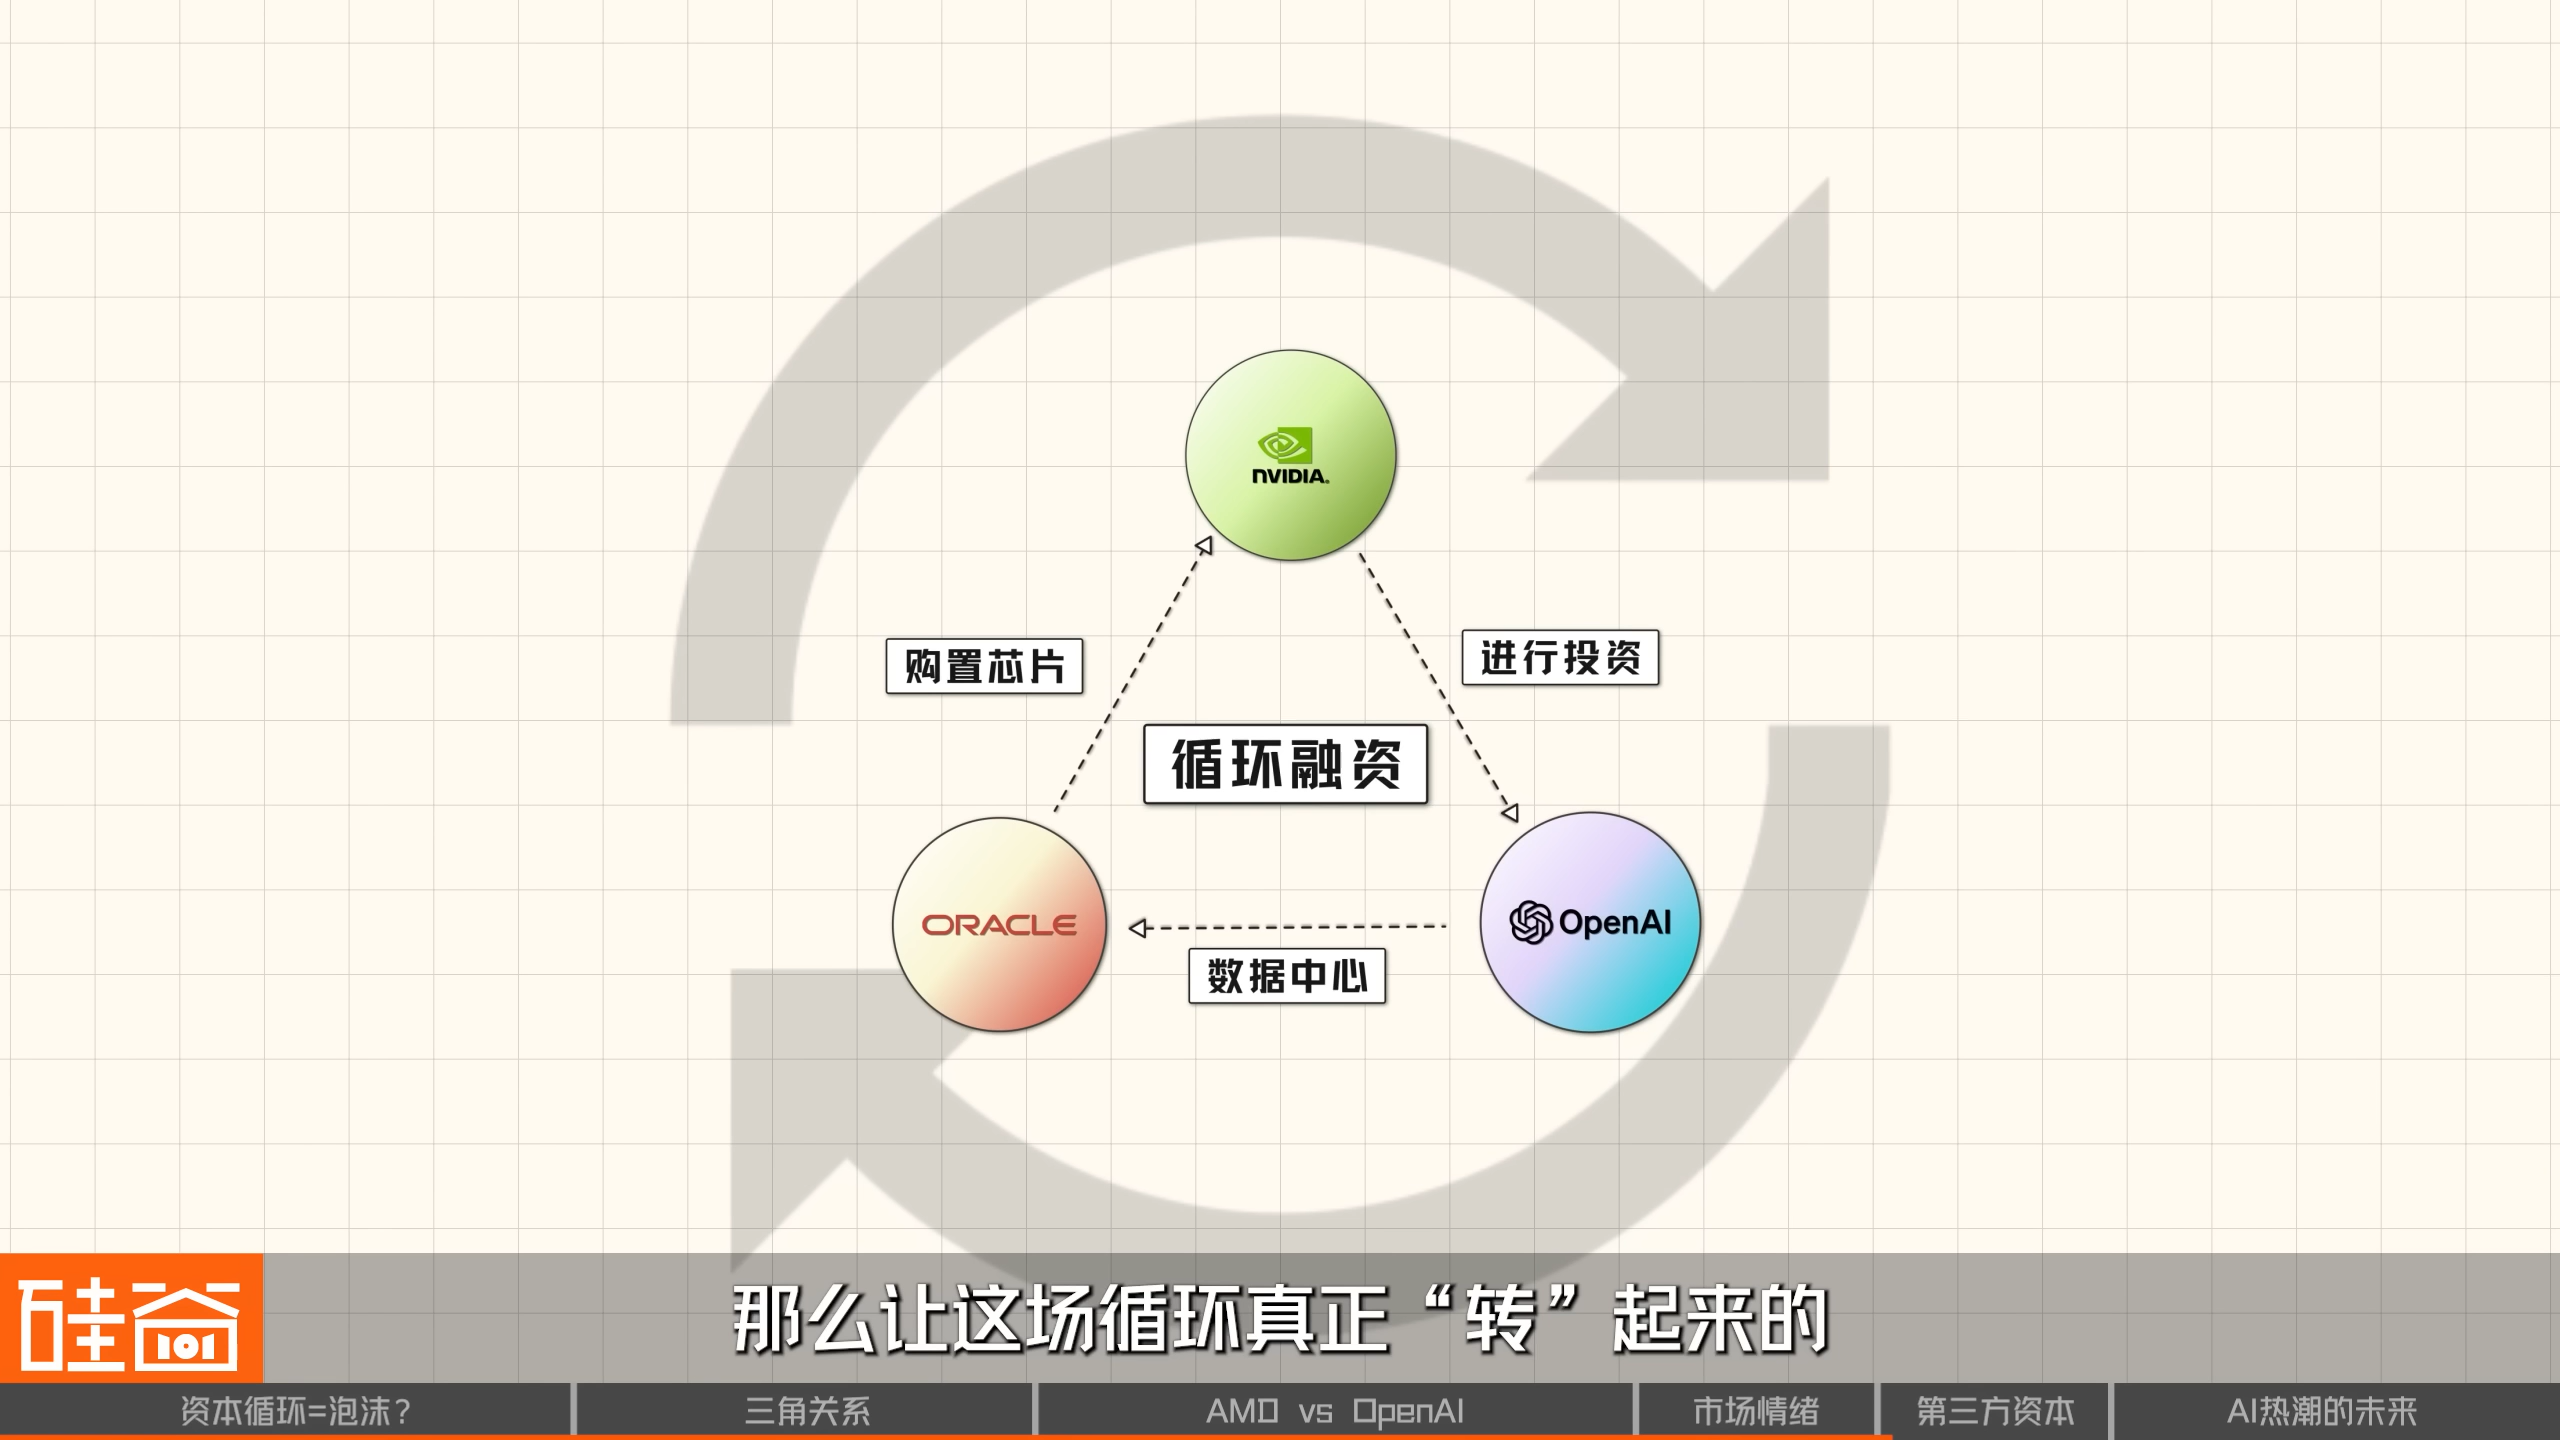 NVIDIA.
购置芯片
进行投资
循环融资
ORACLE
OpenAI
数据中心
硅谷
101
那么让这场循环真正“转”起来的
资本循环=泡沫？
三角关系
AMD vs OpenAI
市场情绪
第三方资本
AI热潮的未来